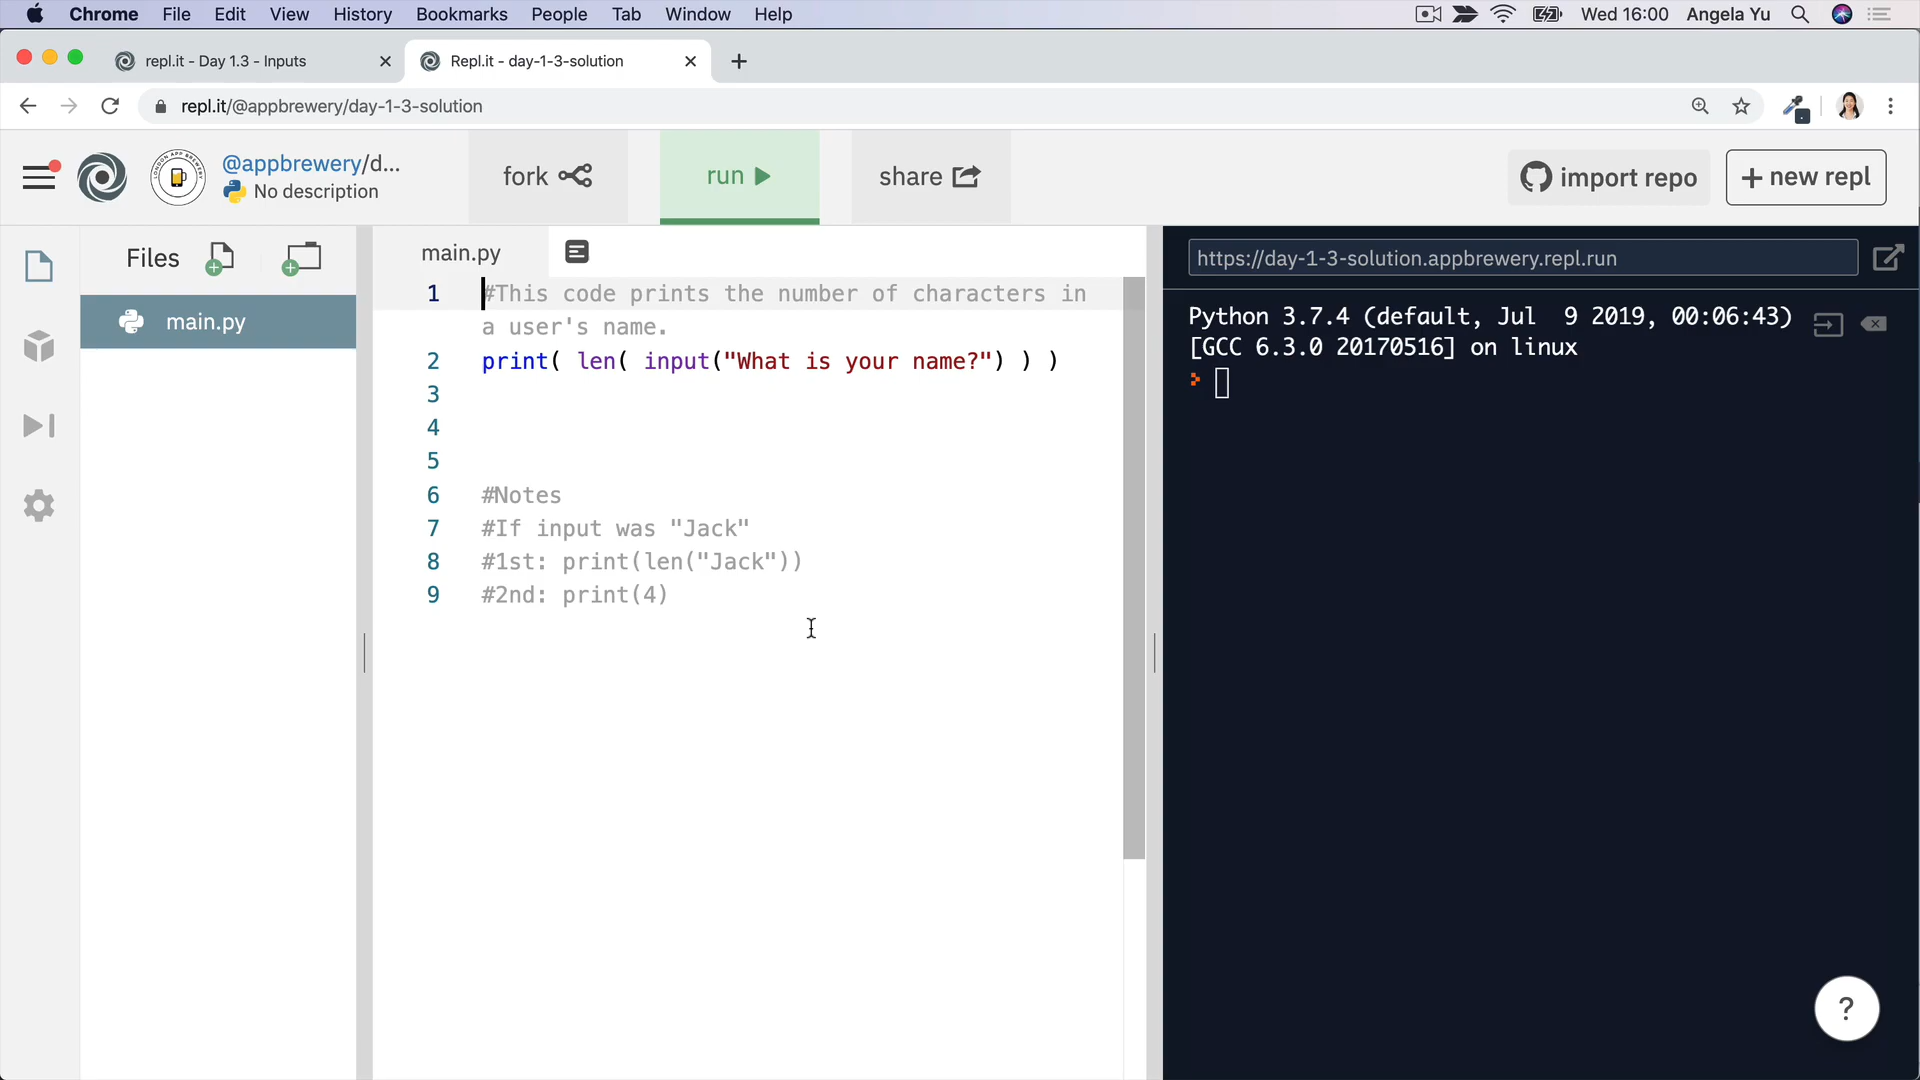 Chrome File Edit View History Bookmarks People Tab Window Help Wed 16:00 Angela Yu
repl.it - Day 1.3 - Inputs Repl.it - day-1-3-solution
repl.it/@appbrewery/day-1-3-solution
@appbrewery/d...
No description
fork
run
share
import repo
+ new repl
Files
main.py
main.py
1 #This code prints the number of characters in
a user's name.
2 print( len( input("What is your name?") ) )
3
4
5
6 #Notes
7 #If input was "Jack"
8 #1st: print(len("Jack"))
9 #2nd: print(4)
https://day-1-3-solution.appbrewery.repl.run
Python 3.7.4 (default, Jul  9 2019, 00:06:43)
[GCC 6.3.0 20170516] on linux
?